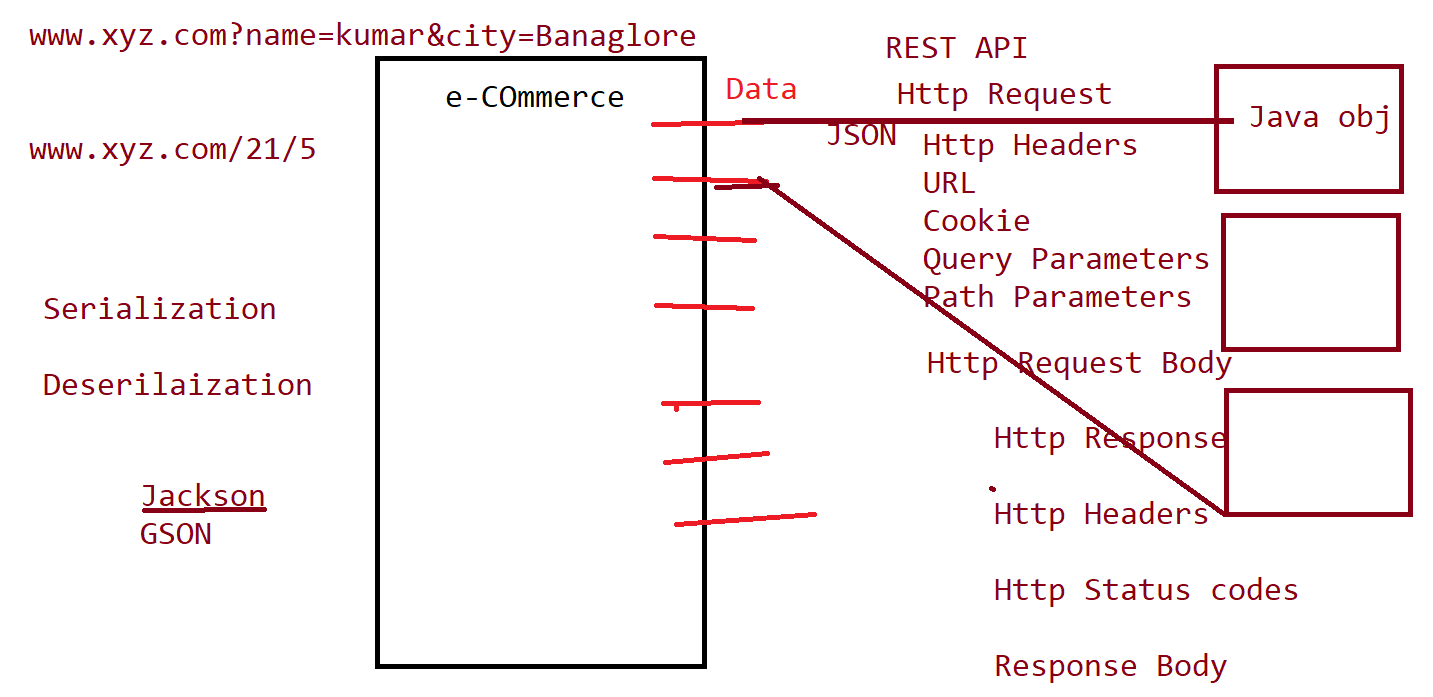 www.xyz.com?name=kumar&city=Banaglore
www.xyz.com/21/5
Serialization
Deserilaization
Jackson
GSON
e-COmmerce
Data
REST API
Http Request
JSON
Http Headers
URL
Cookie
Query Parameters
Path Parameters
Http Request Body
Http Response
Http Headers
Http Status codes
Response Body
Java obj